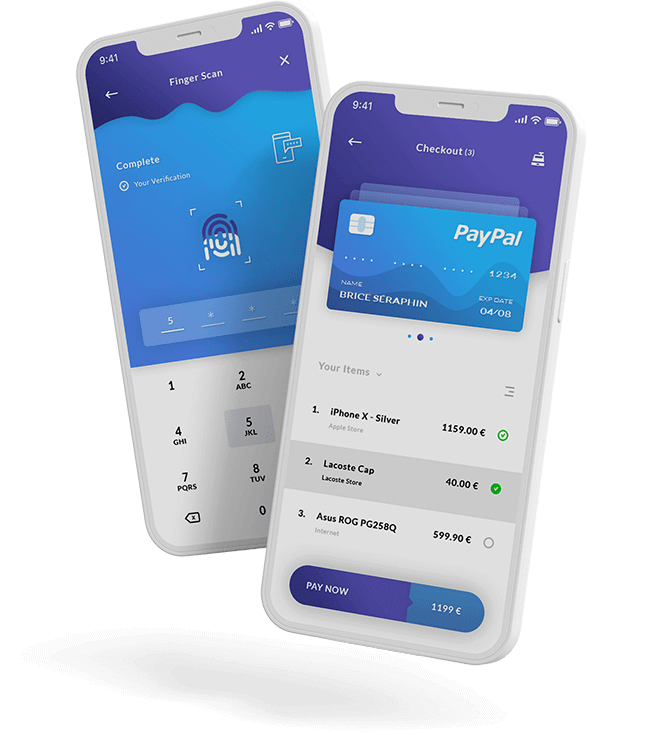 9:41
Finger Scan
Complete
Your Verification
5 * * *
1
2
ABC
4
GHI
5
JKL
7
PQRS
8
TUV
0
9:41
Checkout (3)
PayPal
1234
NAME
BRICE SERAPHIN
EXP DATE
04/08
Your Items
1. iPhone X - Silver 1159.00 €
Apple Store
2. Lacoste Cap 40.00 €
Lacoste Store
3. Asus ROG PG258Q 599.90 €
Internet
PAY NOW 1199 €